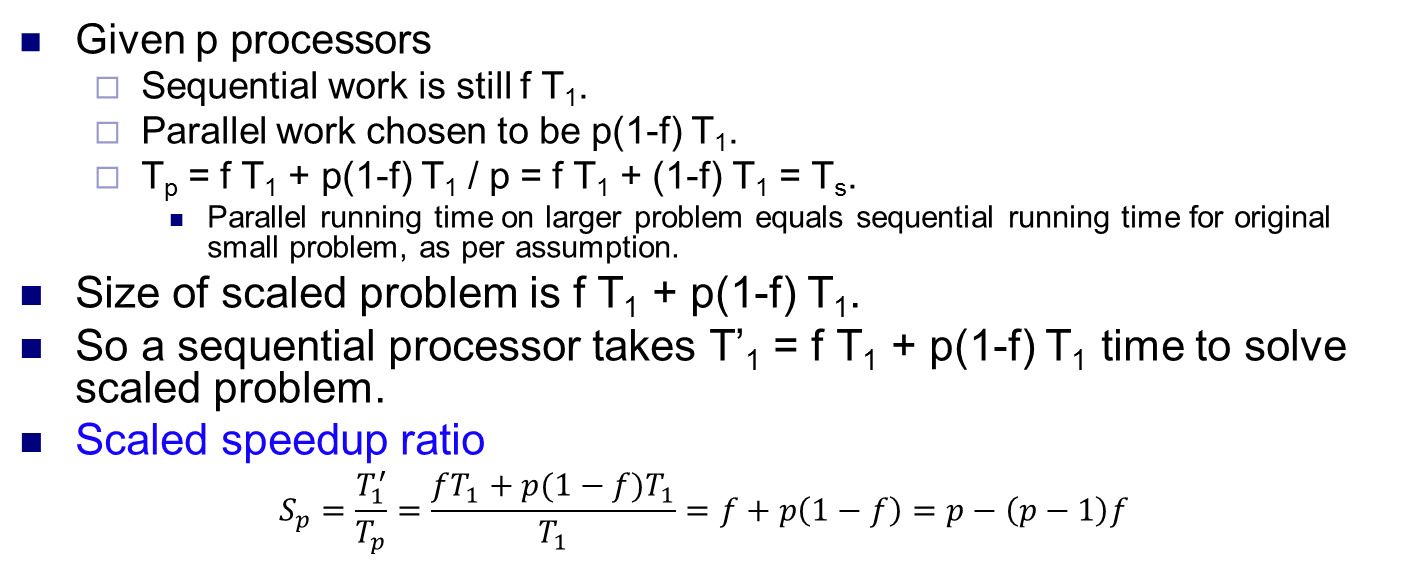 Given p processors
Sequential work is still f T₁.
Parallel work chosen to be p(1-f) T₁.
Tₚ = f T₁ + p(1-f) T₁ / p = f T₁ + (1-f) T₁ = Tₛ.
Parallel running time on larger problem equals sequential running time for original
small problem, as per assumption.
Size of scaled problem is f T₁ + p(1-f) T₁.
So a sequential processor takes T’₁ = f T₁ + p(1-f) T₁ time to solve
scaled problem.
Scaled speedup ratio
Sₚ = T₁′/Tₚ = (fT₁ + p(1 − f)T₁)/T₁ = f + p(1 − f) = p − (p − 1)f